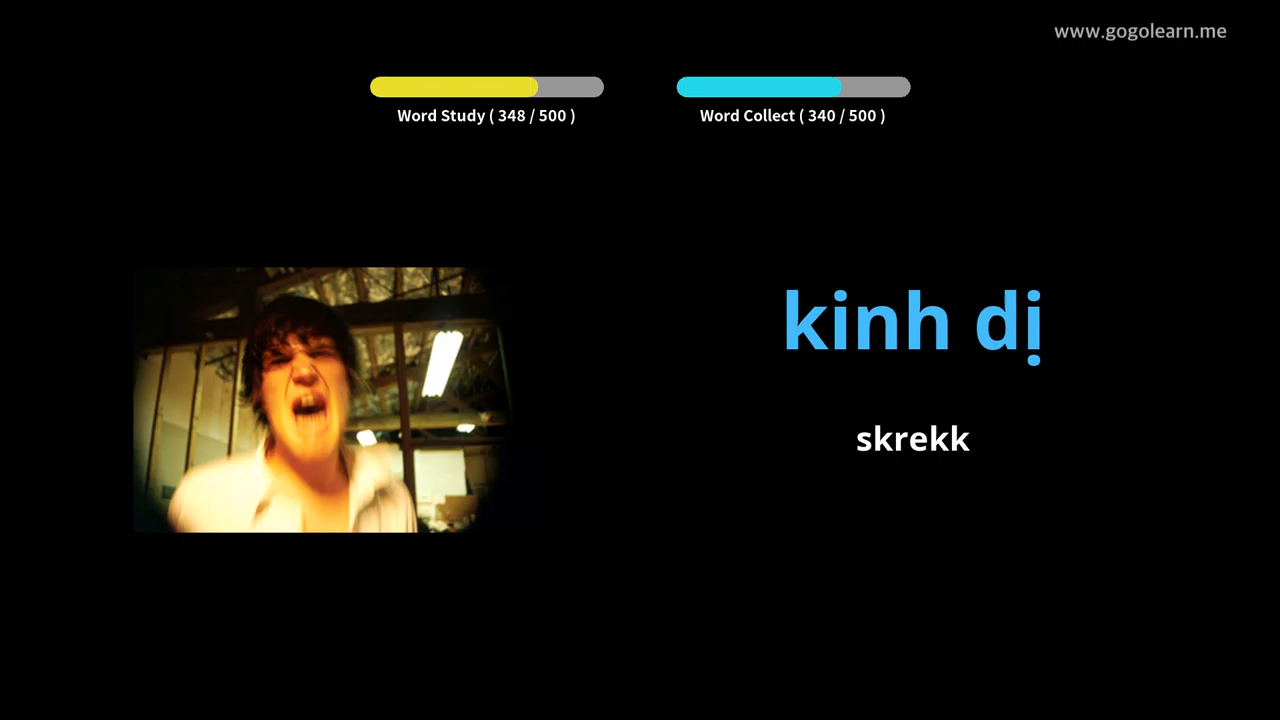 www.gogolearn.me
Word Study ( 348 / 500 )
Word Collect ( 340 / 500 )
kinh dị
skrekk